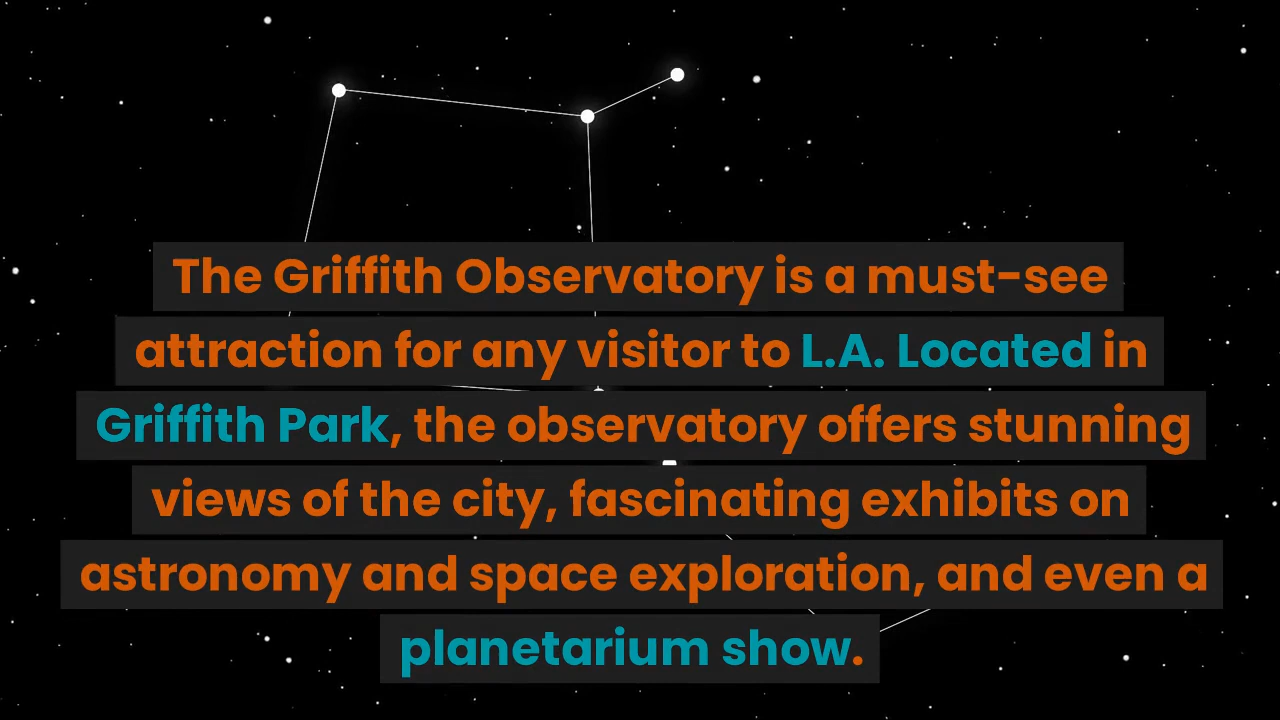 The Griffith Observatory is a must-see
attraction for any visitor to L.A. Located in
Griffith Park, the observatory offers stunning
views of the city, fascinating exhibits on
astronomy and space exploration, and even a
planetarium show.